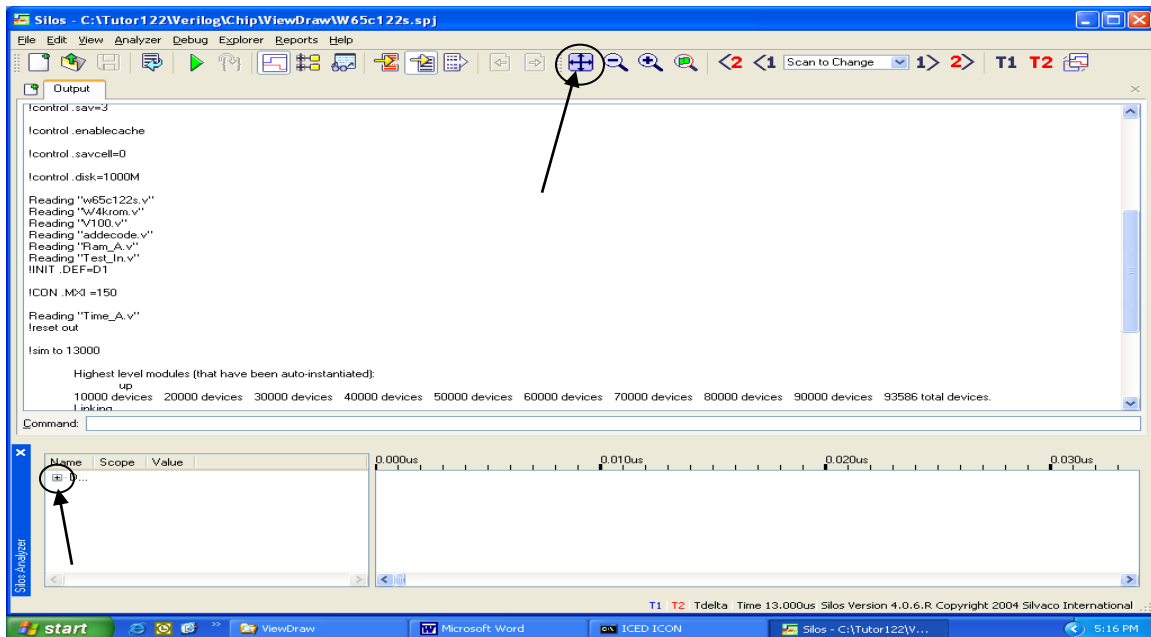 Silos - C:\Tutor122\Verilog\Chip\ViewDraw\W65c122s.spj
File Edit View Analyzer Debug Explorer Reports Help
2 1 Scan to Change 1 2 T1 T2
Output
!control .sav=3
!control .enablecache
!control .savcell=0
!control .disk=1000M
Reading "w65c122s.v"
Reading "W4krom.v"
Reading "V100.v"
Reading "addecode.v"
Reading "Ram_A.v"
Reading "Test_In.v"
!INIT .DEF=D1
!CON .MXI =150
Reading "Time_A.v"
!reset out
!sim to 13000
Highest level modules (that have been auto-instantiated):
up
10000 devices 20000 devices 30000 devices 40000 devices 50000 devices 60000 devices 70000 devices 80000 devices 90000 devices 93586 total devices.
Linking
Command:
Name Scope Value 0.000us 0.010us 0.020us 0.030us
D...
Silos Analyzer
T1 T2 Tdelta Time 13.000us Silos Version 4.0.6.R Copyright 2004 Silvaco International
start ViewDraw Microsoft Word ICED ICON Silos - C:\Tutor122\V... 5:16 PM